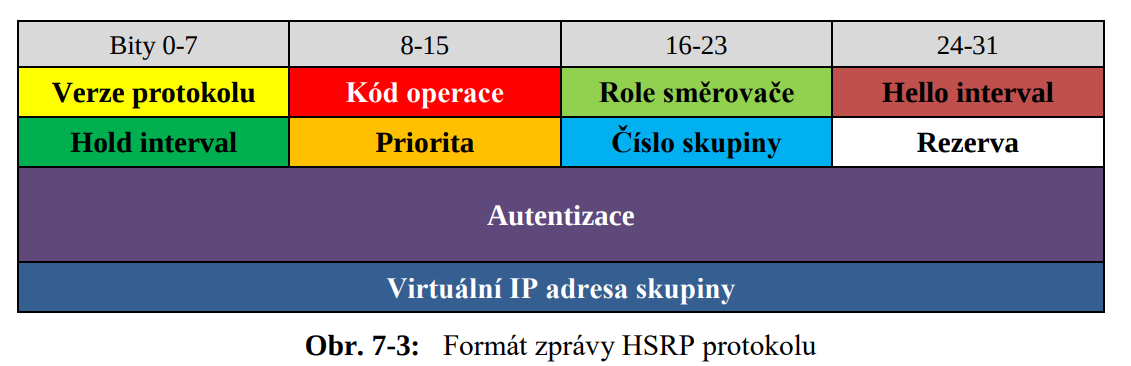 Bity 0-7 8-15 16-23 24-31
Verze protokolu Kód operace Role směrovače Hello interval
Hold interval Priorita Číslo skupiny Rezerva
Autentizace
Virtuální IP adresa skupiny
Obr. 7-3: Formát zprávy HSRP protokolu